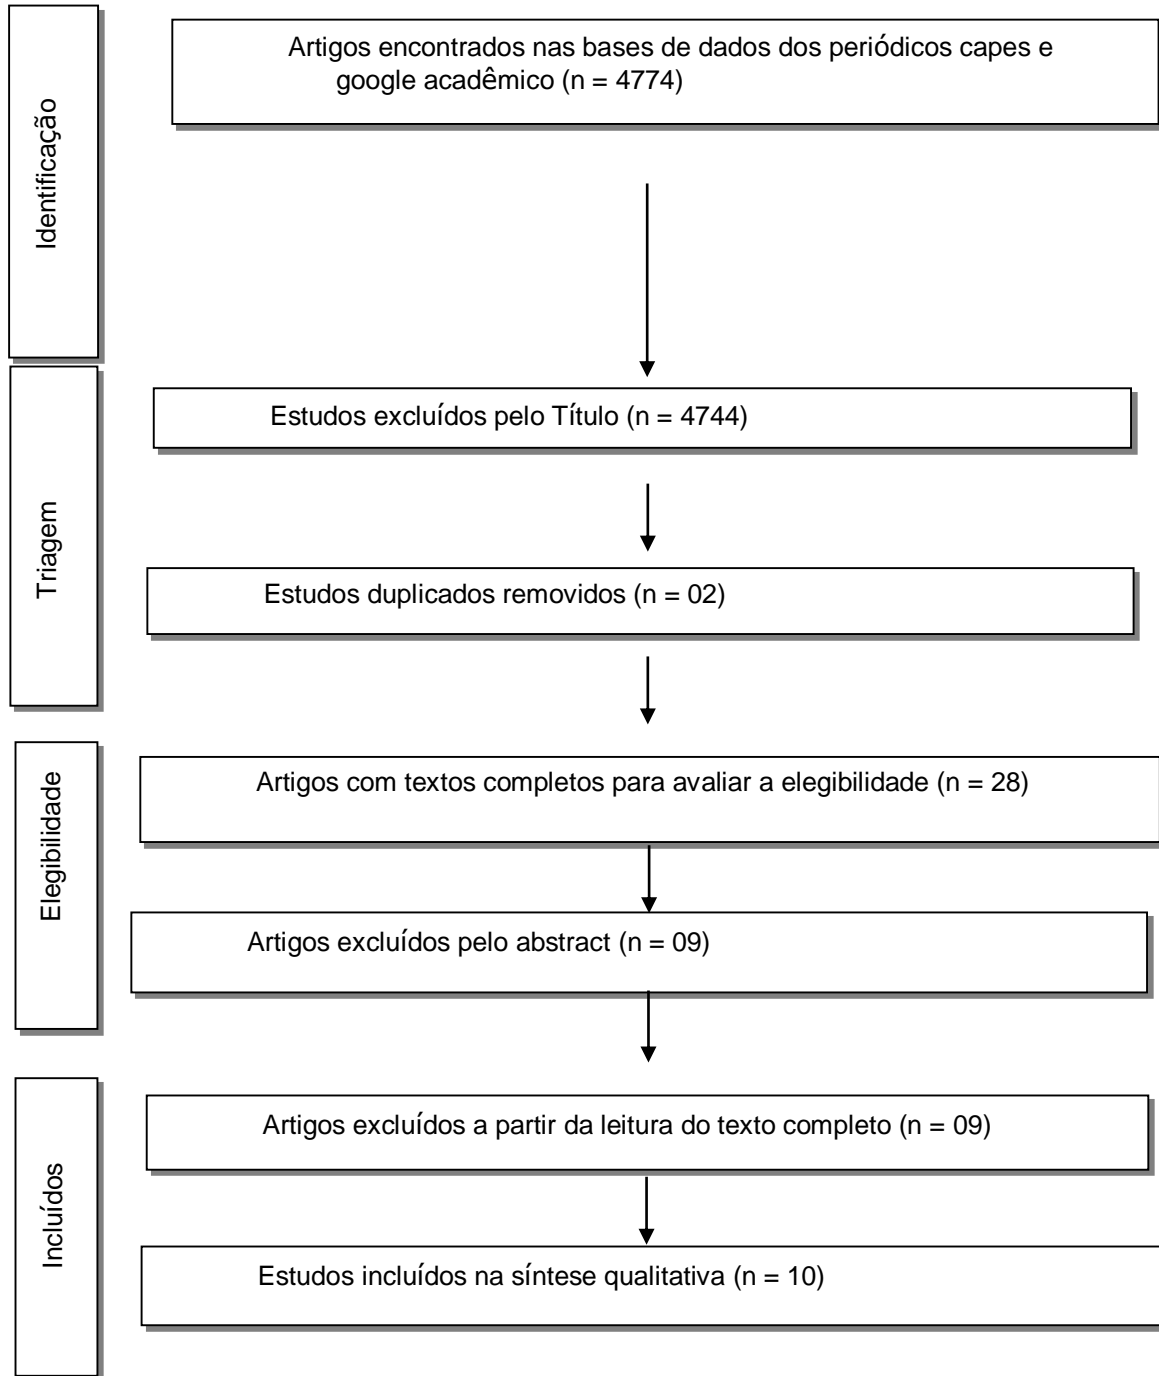 Identificação
Artigos encontrados nas bases de dados dos periódicos capes e
google acadêmico (n = 4774)
Triagem
Estudos excluídos pelo Título (n = 4744)
Estudos duplicados removidos (n = 02)
Elegibilidade
Artigos com textos completos para avaliar a elegibilidade (n = 28)
Artigos excluídos pelo abstract (n = 09)
Incluídos
Artigos excluídos a partir da leitura do texto completo (n = 09)
Estudos incluídos na síntese qualitativa (n = 10)